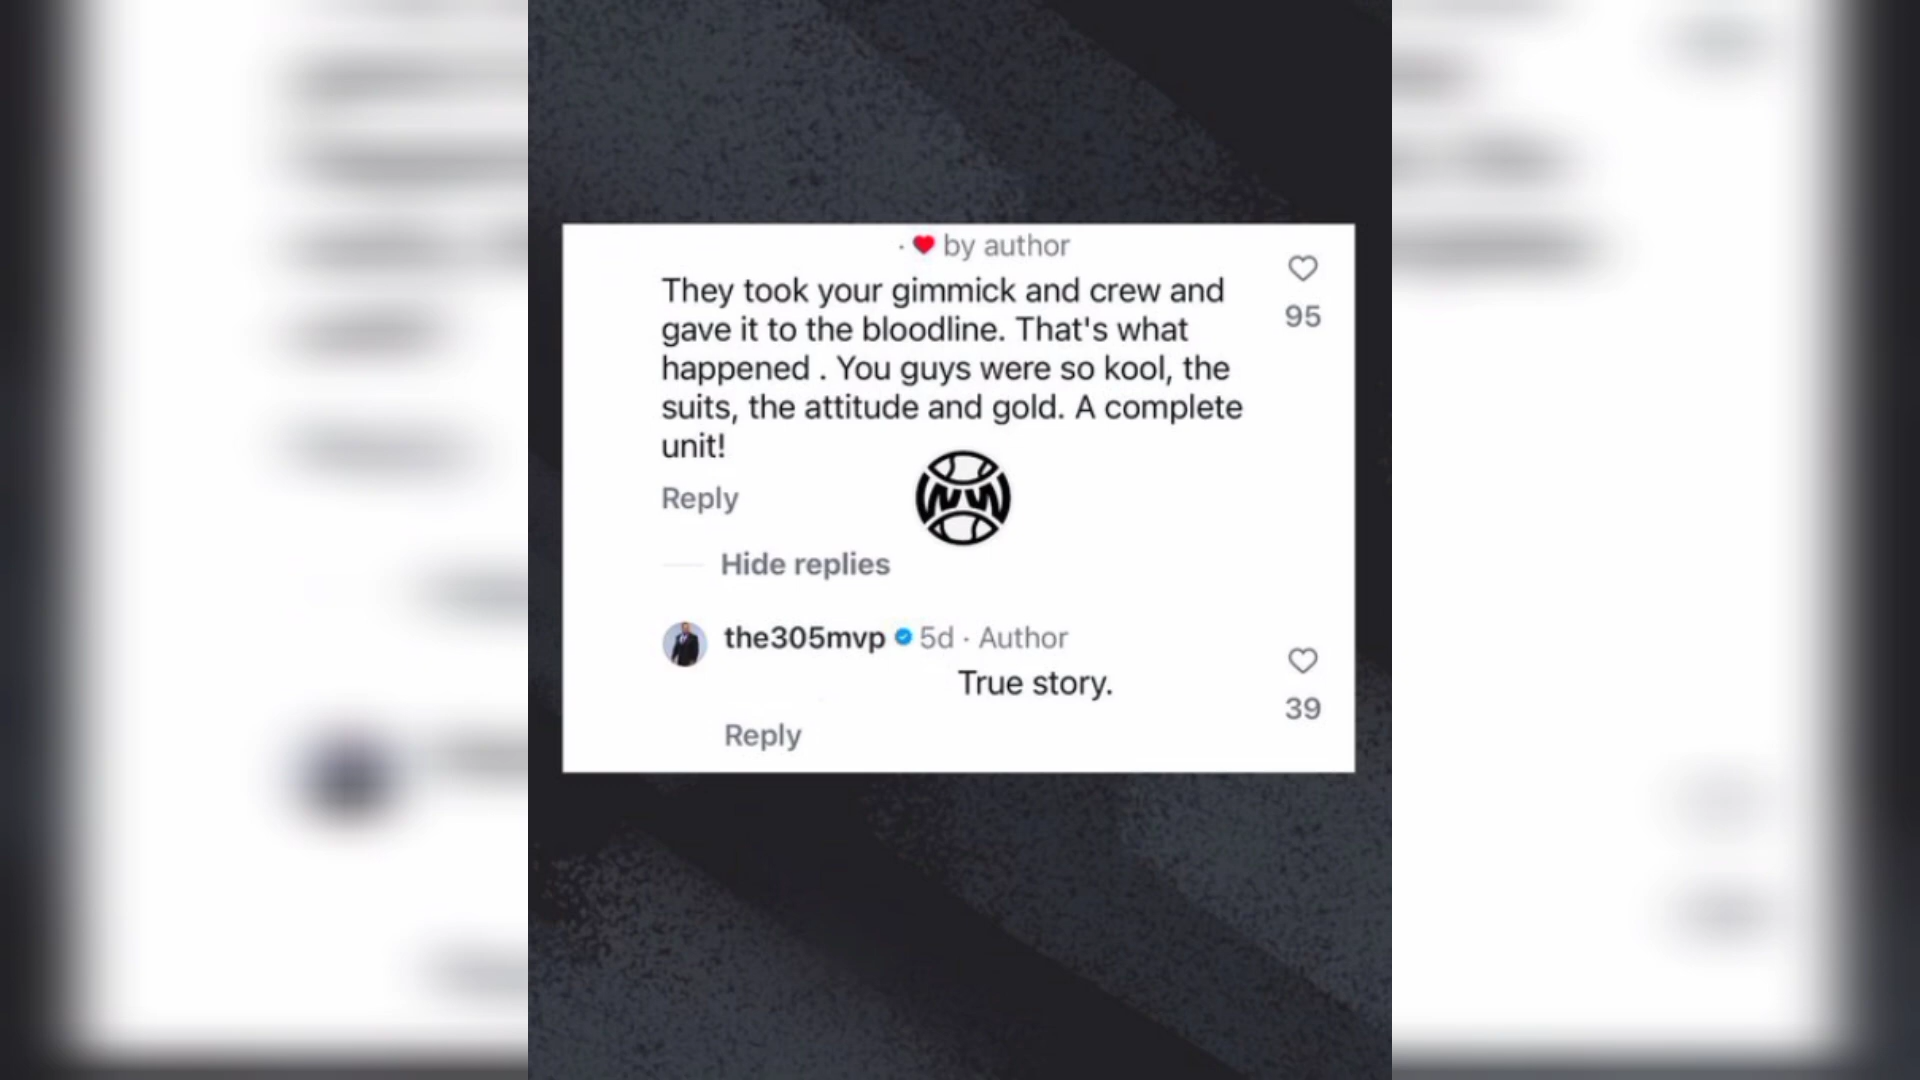 · ❤️ by author
They took your gimmick and crew and
gave it to the bloodline. That's what
happened . You guys were so kool, the
suits, the attitude and gold. A complete
unit!
95
Reply
Hide replies
the305mvp 5d · Author
True story.
39
Reply